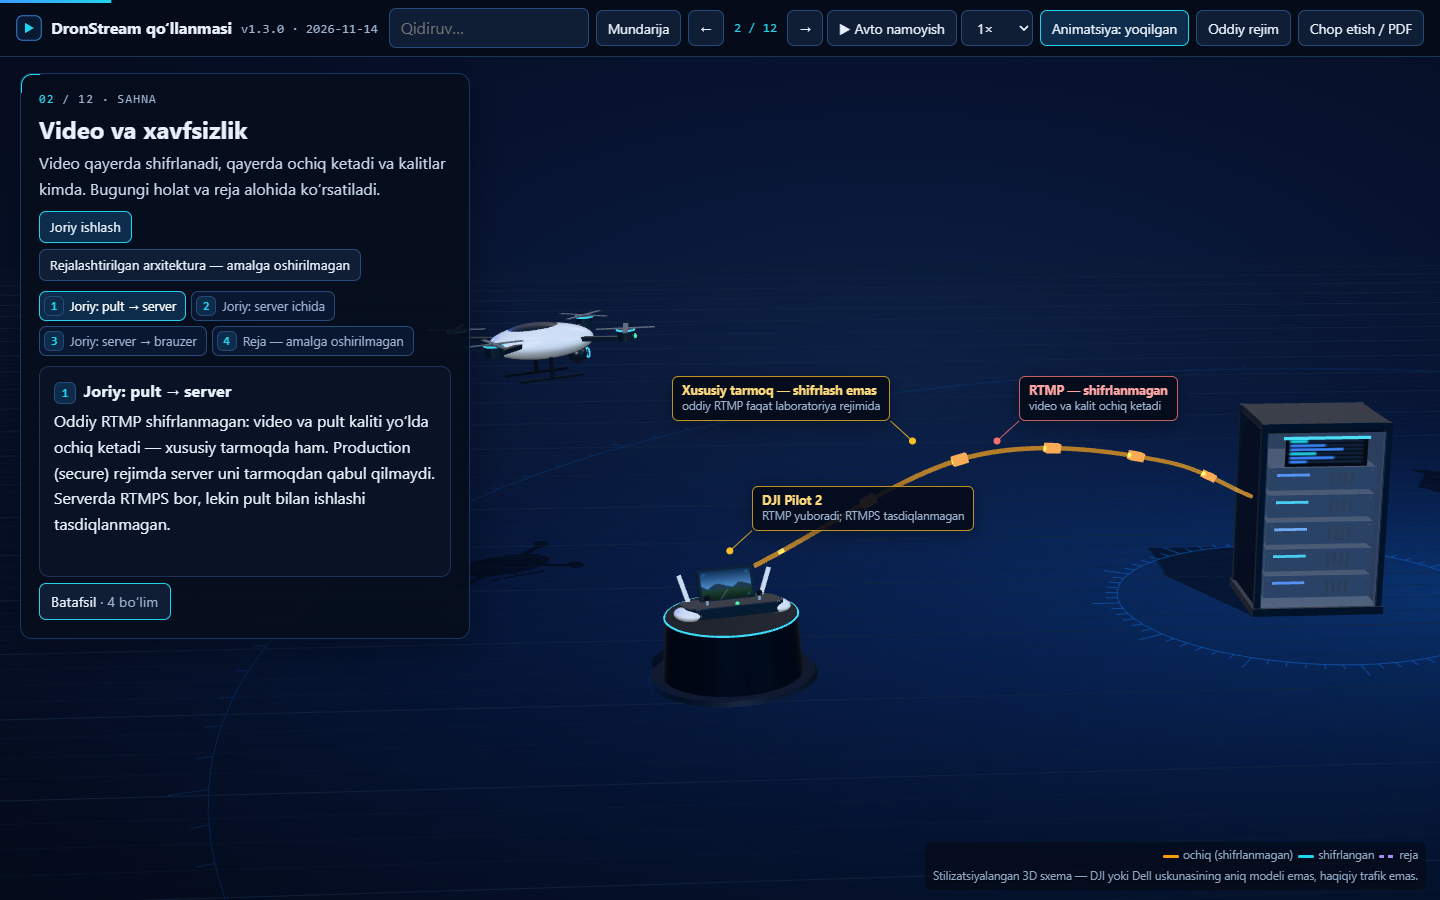 DronStream qo‘llanmasi v1.3.0 · 2026-11-14
Qidiruv...
Mundarija
←
2 / 12
→
▶ Avto namoyish
1×
Animatsiya: yoqilgan
Oddiy rejim
Chop etish / PDF
02 / 12 · SAHNA
Video va xavfsizlik
Video qayerda shifrlanadi, qayerda ochiq ketadi va kalitlar
kimda. Bugungi holat va reja alohida ko‘rsatiladi.
Joriy ishlash
Rejalashtirilgan arxitektura — amalga oshirilmagan
1 Joriy: pult → server
2 Joriy: server ichida
3 Joriy: server → brauzer
4 Reja — amalga oshirilmagan
1 Joriy: pult → server
Oddiy RTMP shifrlanmagan: video va pult kaliti yo‘lda
ochiq ketadi — xususiy tarmoqda ham. Production
(secure) rejimda server uni tarmoqdan qabul qilmaydi.
Serverda RTMPS bor, lekin pult bilan ishlashi
tasdiqlanmagan.
Batafsil · 4 bo‘lim
Xususiy tarmoq — shifrlash emas
oddiy RTMP faqat laboratoriya rejimida
RTMP — shifrlanmagan
video va kalit ochiq ketadi
DJI Pilot 2
RTMP yuboradi; RTMPS tasdiqlanmagan
ochiq (shifrlanmagan) shifrlangan reja
Stilizatsiyalangan 3D sxema — DJI yoki Dell uskunasining aniq modeli emas, haqiqiy trafik emas.